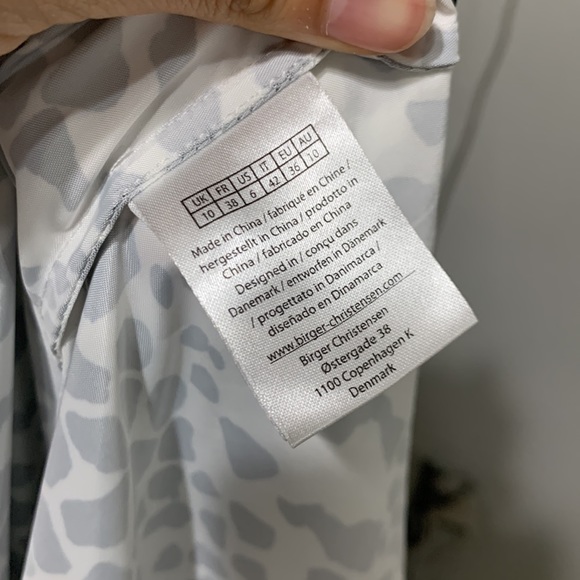 UK FR US IT EU AU
10 38 6 42 36 10
Made in China / fabriqué en Chine /
hergestellt in China / prodotto in
China / fabricado en China
Designed in / conçu dans
Danemark / entworfen in Dänemark
/ progettato in Danimarca /
diseñado en Dinamarca
www.birger-christensen.com
Birger Christensen
Østergade 38
1100 Copenhagen K
Denmark